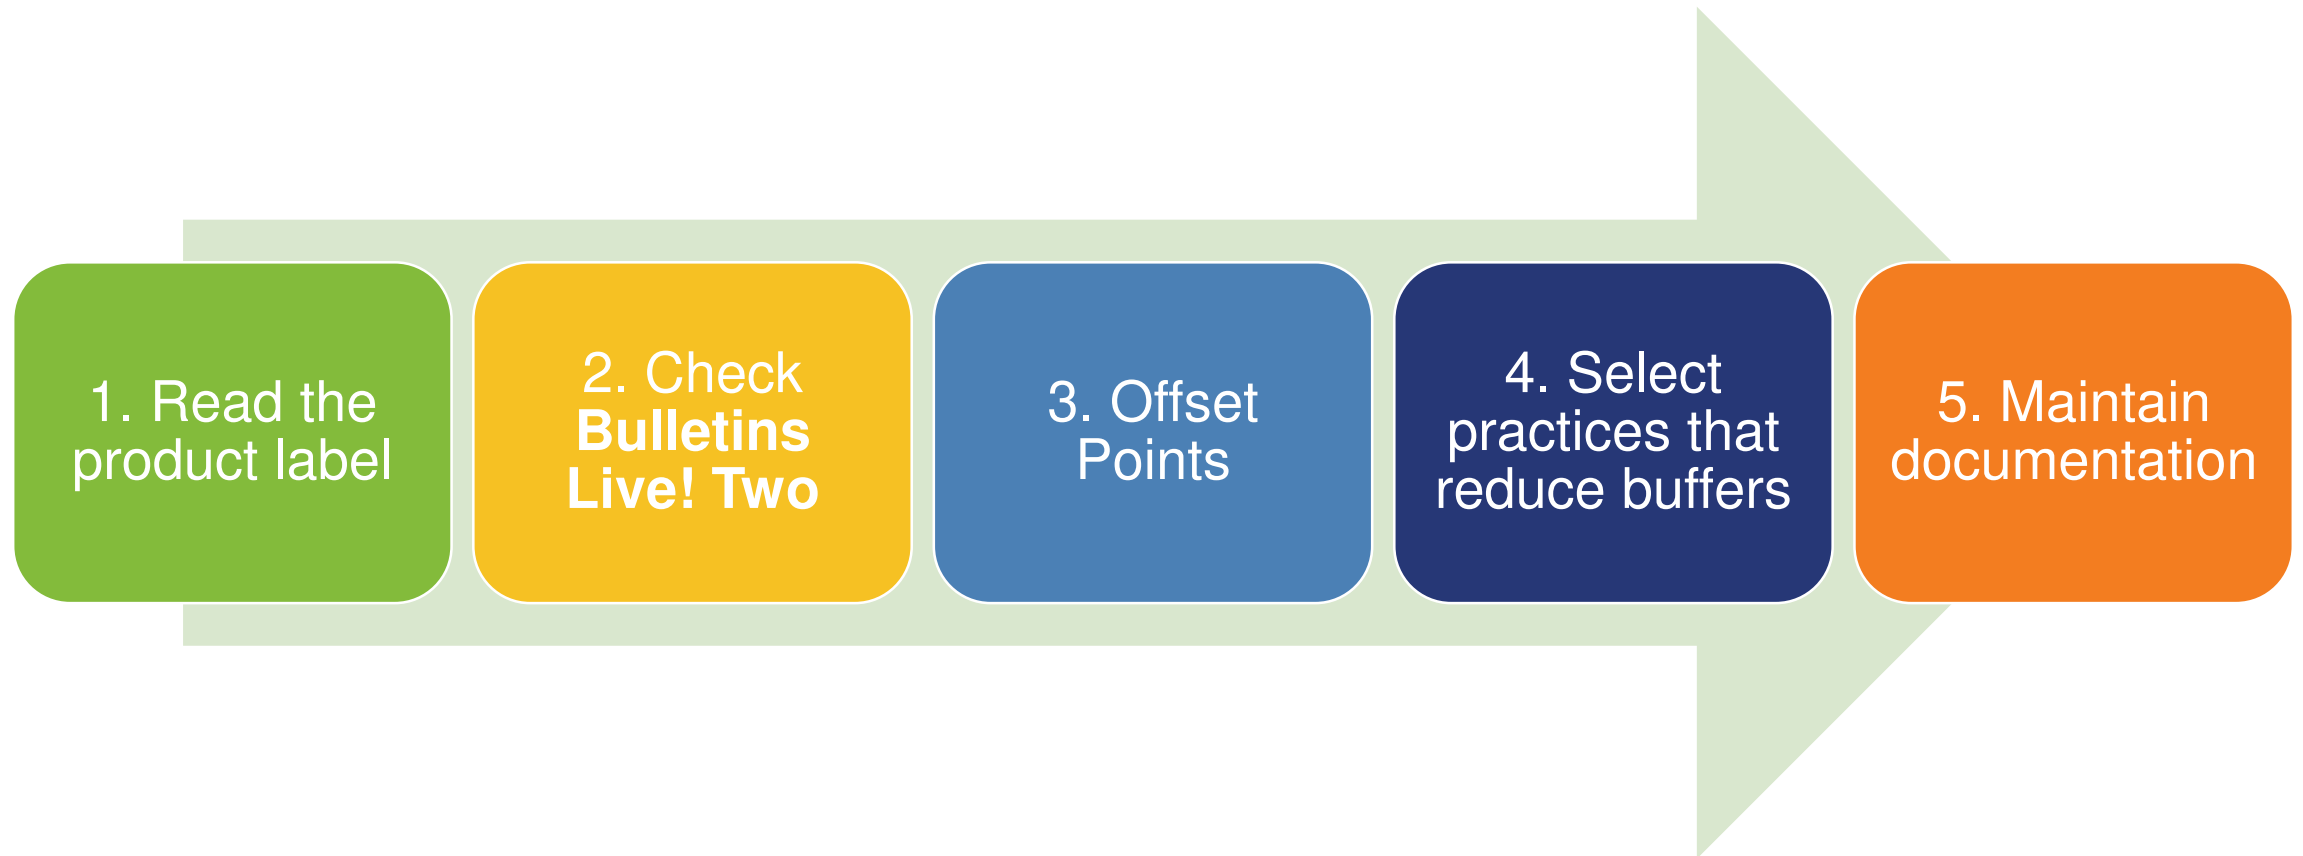 1. Read the
product label
2. Check
Bulletins
Live! Two
3. Offset
Points
4. Select
practices that
reduce buffers
5. Maintain
documentation